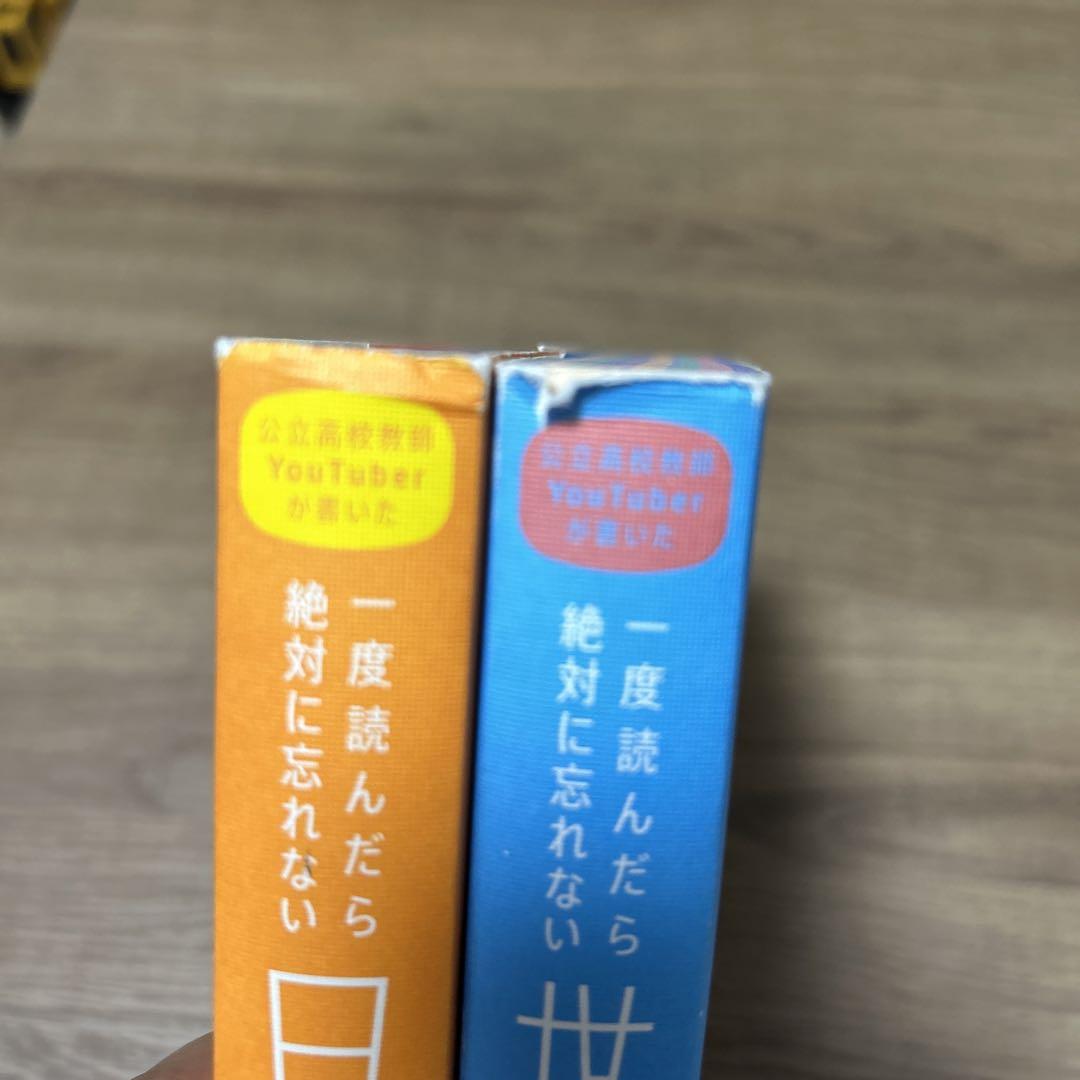 公立高校教師
YouTuber
が書いた
一度読んだら
絶対に忘れない
日
公立高校教師
YouTuber
が書いた
一度読んだら
絶対に忘れない
世